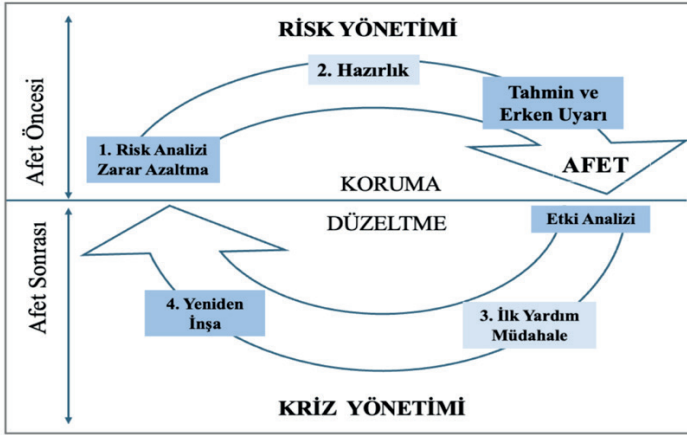 RİSK YÖNETİMİ
Afet Öncesi
2. Hazırlık
Tahmin ve
Erken Uyarı
1. Risk Analizi
Zarar Azaltma
AFET
KORUMA
DÜZELTME
Etki Analizi
Afet Sonrası
4. Yeniden
İnşa
3. İlk Yardım
Müdahale
KRİZ YÖNETİMİ